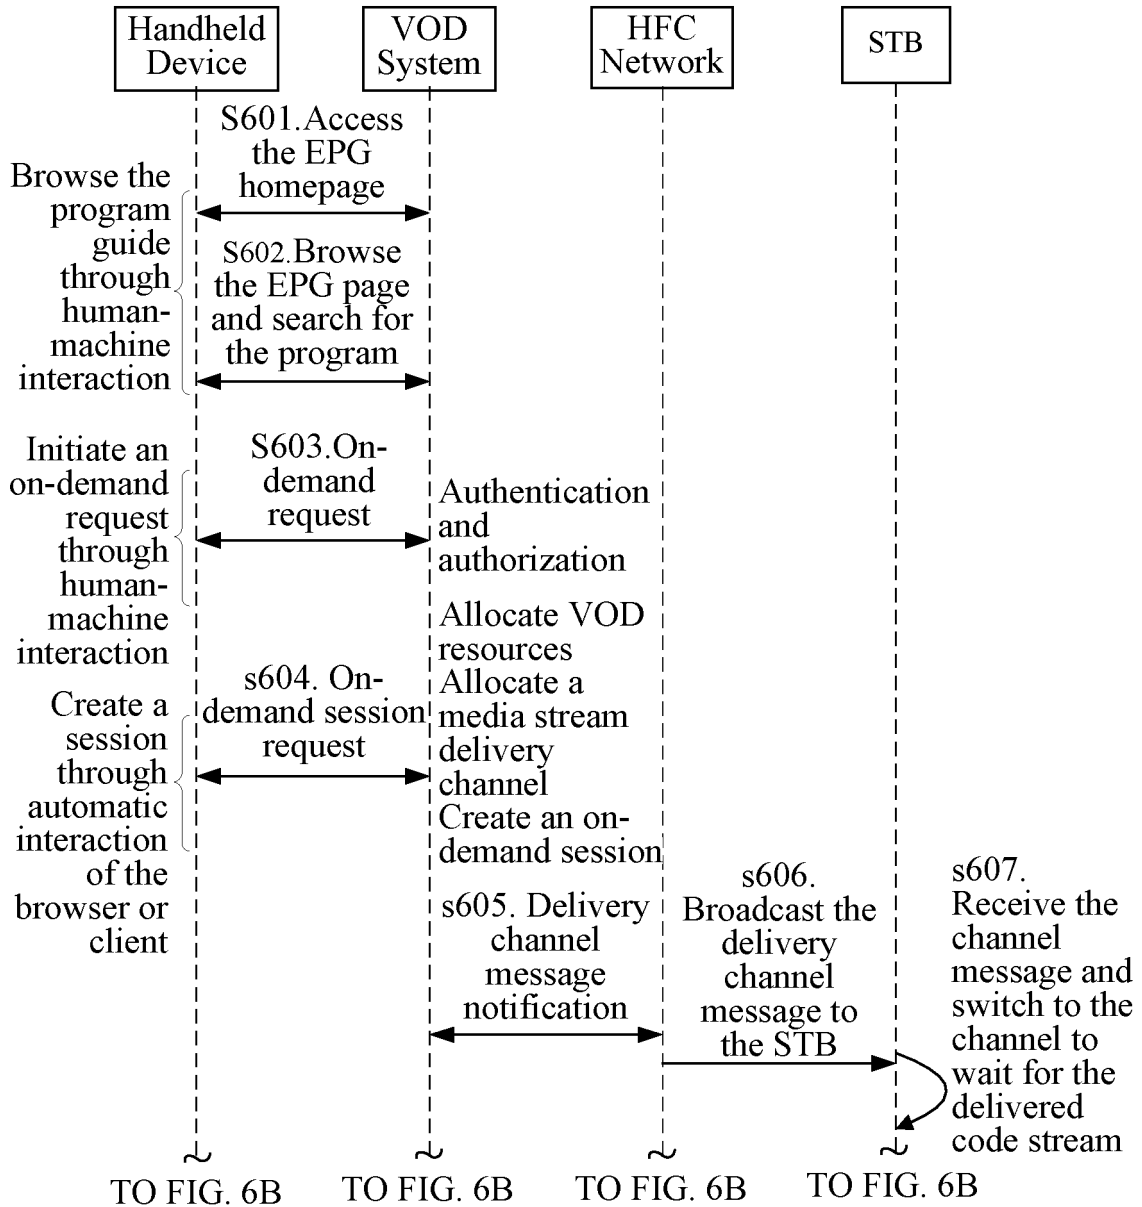 Handheld
Device
VOD
System
HFC
Network
STB
S601.Access
the EPG
homepage
Browse the
program
guide
through
human-
machine
interaction
S602.Browse
the EPG page
and search for
the program
Initiate an
on-demand
request
through
human-
machine
interaction
S603.On-
demand
request
Authentication
and
authorization
Allocate VOD
resources
Allocate a
media stream
delivery
channel
Create an on-
demand session
s604. On-
demand session
request
Create a
session
through
automatic
interaction
of the
browser or
client
s605. Delivery
channel
message
notification
s606.
Broadcast the
delivery
channel
message to
the STB
s607.
Receive the
channel
message and
switch to the
channel to
wait for the
delivered
code stream
TO FIG. 6B
TO FIG. 6B
TO FIG. 6B
TO FIG. 6B